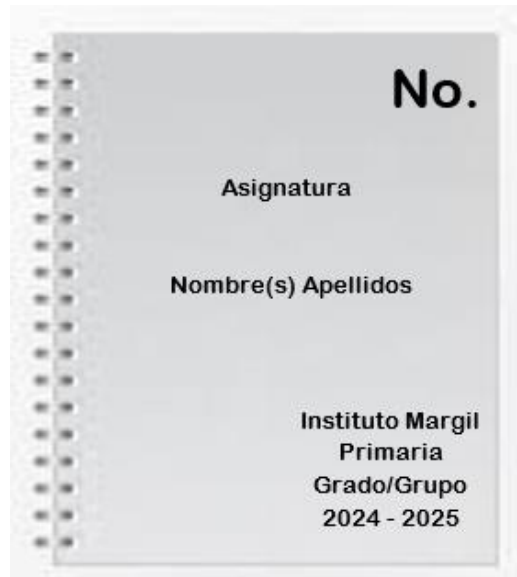 No.
Asignatura
Nombre(s) Apellidos
Instituto Margil
Primaria
Grado/Grupo
2024 - 2025